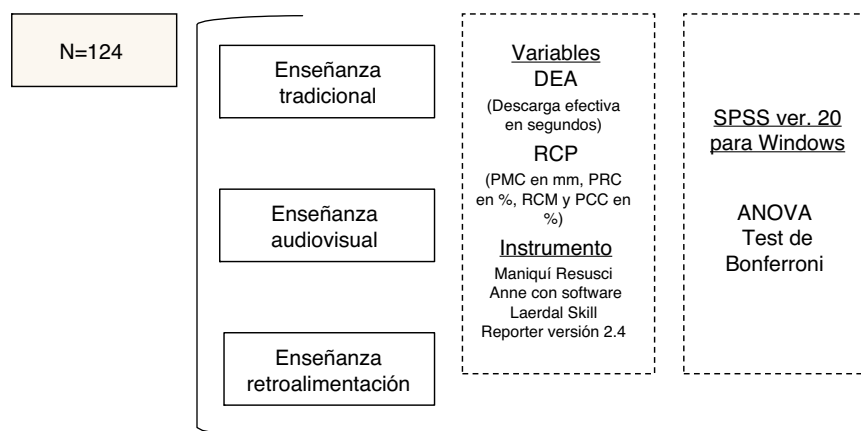 N=124
Enseñanza
tradicional
Enseñanza
audiovisual
Enseñanza
retroalimentación
Variables
DEA
(Descarga efectiva
en segundos)
RCP
(PMC en mm, PRC
en %, RCM y PCC en
%)
Instrumento
Maniquí Resusci
Anne con software
Laerdal Skill
Reporter versión 2.4
SPSS ver. 20
para Windows
ANOVA
Test de
Bonferroni